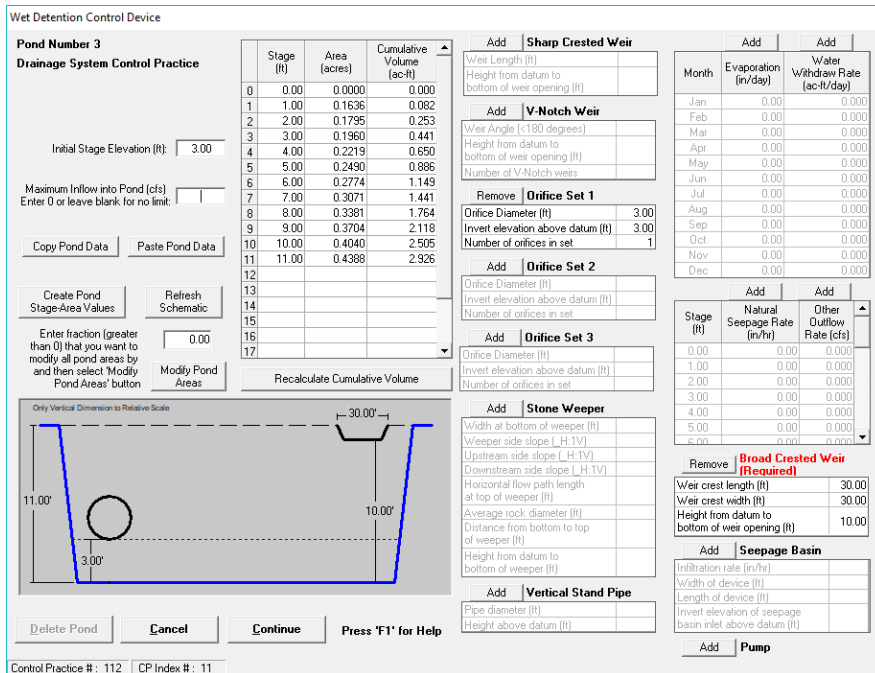 Wet Detention Control Device
Pond Number 3
Drainage System Control Practice
Initial Stage Elevation (ft): 3.00
Maximum Inflow into Pond (cfs)
Enter 0 or leave blank for no limit:
Copy Pond Data Paste Pond Data
Create Pond
Stage-Area Values
Refresh
Schematic
Enter fraction (greater
than 0) that you want to
modify all pond areas by
and then select 'Modify
Pond Areas' button
0.00
Modify Pond
Areas
Stage
(ft)
Area
(acres)
Cumulative
Volume
(ac-ft)
0 0.00 0.0000 0.000
1 1.00 0.1636 0.082
2 2.00 0.1795 0.253
3 3.00 0.1960 0.441
4 4.00 0.2219 0.650
5 5.00 0.2490 0.886
6 6.00 0.2774 1.149
7 7.00 0.3071 1.441
8 8.00 0.3381 1.764
9 9.00 0.3704 2.118
10 10.00 0.4040 2.505
11 11.00 0.4388 2.926
12
13
14
15
16
17
Recalculate Cumulative Volume
Only Vertical Dimension to Relative Scale
30.00'
11.00'
10.00'
3.00'
Delete Pond Cancel Continue Press 'F1' for Help
Control Practice # : 112 CP Index # : 11
Add Sharp Crested Weir
Weir Length (ft)
Height from datum to
bottom of weir opening (ft)
Add V-Notch Weir
Weir Angle (<180 degrees)
Height from datum to
bottom of weir opening (ft)
Number of V-Notch weirs
Remove Orifice Set 1
Orifice Diameter (ft) 3.00
Invert elevation above datum (ft) 3.00
Number of orifices in set 1
Add Orifice Set 2
Orifice Diameter (ft)
Invert elevation above datum (ft)
Number of orifices in set
Add Orifice Set 3
Orifice Diameter (ft)
Invert elevation above datum (ft)
Number of orifices in set
Add Stone Weeper
Width at bottom of weeper (ft)
Weeper side slope (_H:1V)
Upstream side slope (_H:1V)
Downstream side slope (_H:1V)
Horizontal flow path length
at top of weeper (ft)
Average rock diameter (ft)
Distance from bottom to top
of weeper (ft)
Height from datum to
bottom of weeper (ft)
Add Vertical Stand Pipe
Pipe diameter (ft)
Height above datum (ft)
Add Add
Month
Evaporation
(in/day)
Water
Withdraw Rate
(ac-ft/day)
Jan 0.00 0.000
Feb 0.00 0.000
Mar 0.00 0.000
Apr 0.00 0.000
May 0.00 0.000
Jun 0.00 0.000
Jul 0.00 0.000
Aug 0.00 0.000
Sep 0.00 0.000
Oct 0.00 0.000
Nov 0.00 0.000
Dec 0.00 0.000
Add Add
Stage
(ft)
Natural
Seepage Rate
(in/hr)
Other
Outflow
Rate (cfs)
0.00 0.00 0.000
1.00 0.00 0.000
2.00 0.00 0.000
3.00 0.00 0.000
4.00 0.00 0.000
5.00 0.00 0.000
6.00 0.00 0.000
Remove Broad Crested Weir
(Required)
Weir crest length (ft) 30.00
Weir crest width (ft) 30.00
Height from datum to
bottom of weir opening (ft) 10.00
Add Seepage Basin
Infiltration rate (in/hr)
Width of device (ft)
Length of device (ft)
Invert elevation of seepage
basin inlet above datum (ft)
Add Pump